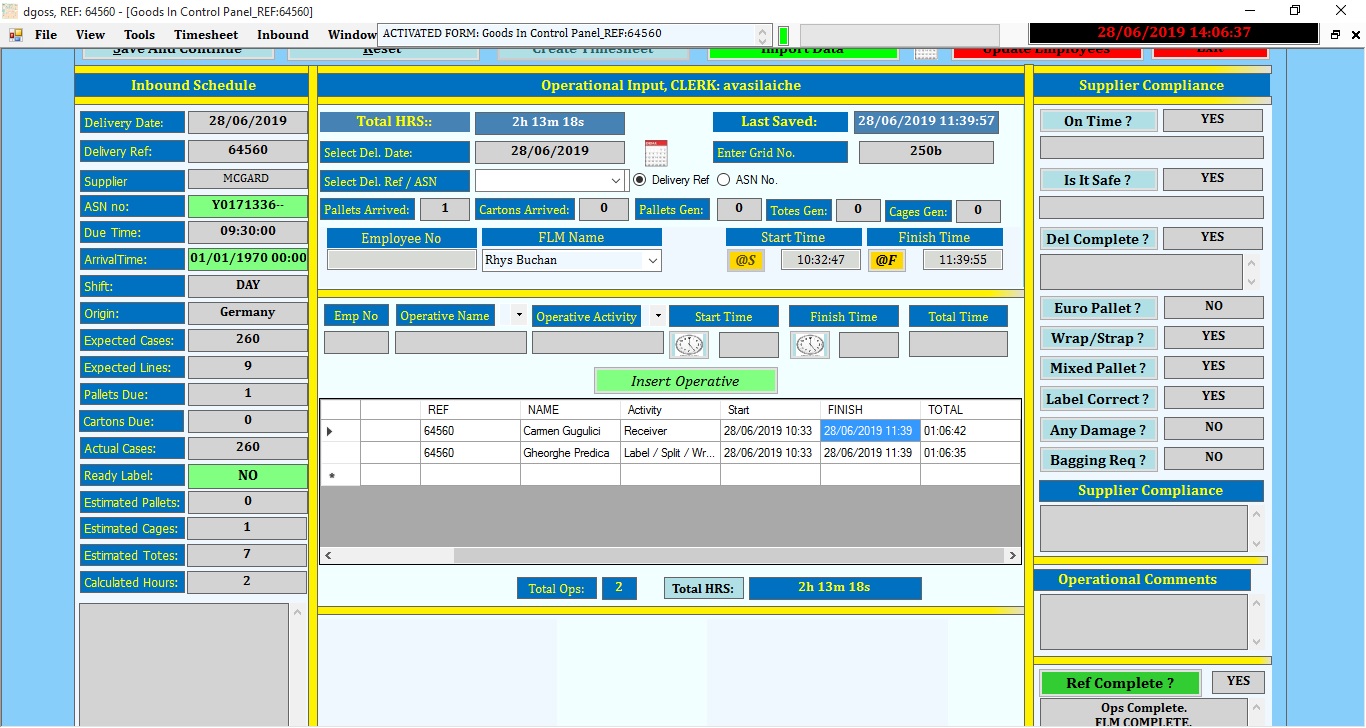 dgoss, REF: 64560 - [Goods In Control Panel_REF:64560]
File View Tools Timesheet Inbound Window
ACTIVATED FORM: Goods In Control Panel_REF:64560
28/06/2019 14:06:37
Save And Continue Reset Create Timesheet Import Data Update Employees Exit
Inbound Schedule
Delivery Date: 28/06/2019
Delivery Ref: 64560
Supplier MCGARD
ASN no: Y0171336--
Due Time: 09:30:00
ArrivalTime: 01/01/1970 00:00
Shift: DAY
Origin: Germany
Expected Cases: 260
Expected Lines: 9
Pallets Due: 1
Cartons Due: 0
Actual Cases: 260
Ready Label: NO
Estimated Pallets: 0
Estimated Cages: 1
Estimated Totes: 7
Calculated Hours: 2
Operational Input, CLERK: avasilaiche
Total HRS:: 2h 13m 18s Last Saved: 28/06/2019 11:39:57
Select Del. Date: 28/06/2019 Enter Grid No. 250b
Select Del. Ref / ASN Delivery Ref ASN No.
Pallets Arrived: 1 Cartons Arrived: 0 Pallets Gen: 0 Totes Gen: 0 Cages Gen: 0
Employee No FLM Name Start Time Finish Time
Rhys Buchan @S 10:32:47 @F 11:39:55
Emp No Operative Name Operative Activity Start Time Finish Time Total Time
Insert Operative
REF NAME Activity Start FINISH TOTAL
64560 Carmen Gugulici Receiver 28/06/2019 10:33 28/06/2019 11:39 01:06:42
64560 Gheorghe Predica Label / Split / Wr... 28/06/2019 10:33 28/06/2019 11:39 01:06:35
*
Total Ops: 2 Total HRS: 2h 13m 18s
Supplier Compliance
On Time ? YES
Is It Safe ? YES
Del Complete ? YES
Euro Pallet ? NO
Wrap/Strap ? YES
Mixed Pallet ? YES
Label Correct ? YES
Any Damage ? NO
Bagging Req ? NO
Supplier Compliance
Operational Comments
Ref Complete ? YES
Ops Complete.
FLM COMPLETE.